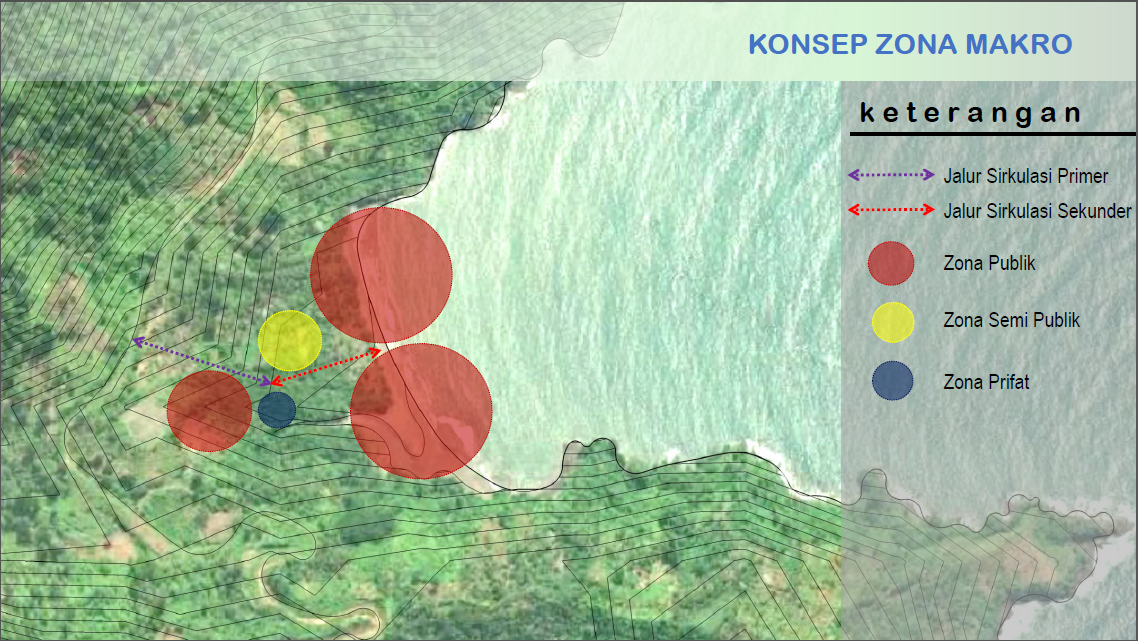 KONSEP ZONA MAKRO
keterangan
Jalur Sirkulasi Primer
Jalur Sirkulasi Sekunder
Zona Publik
Zona Semi Publik
Zona Prifat